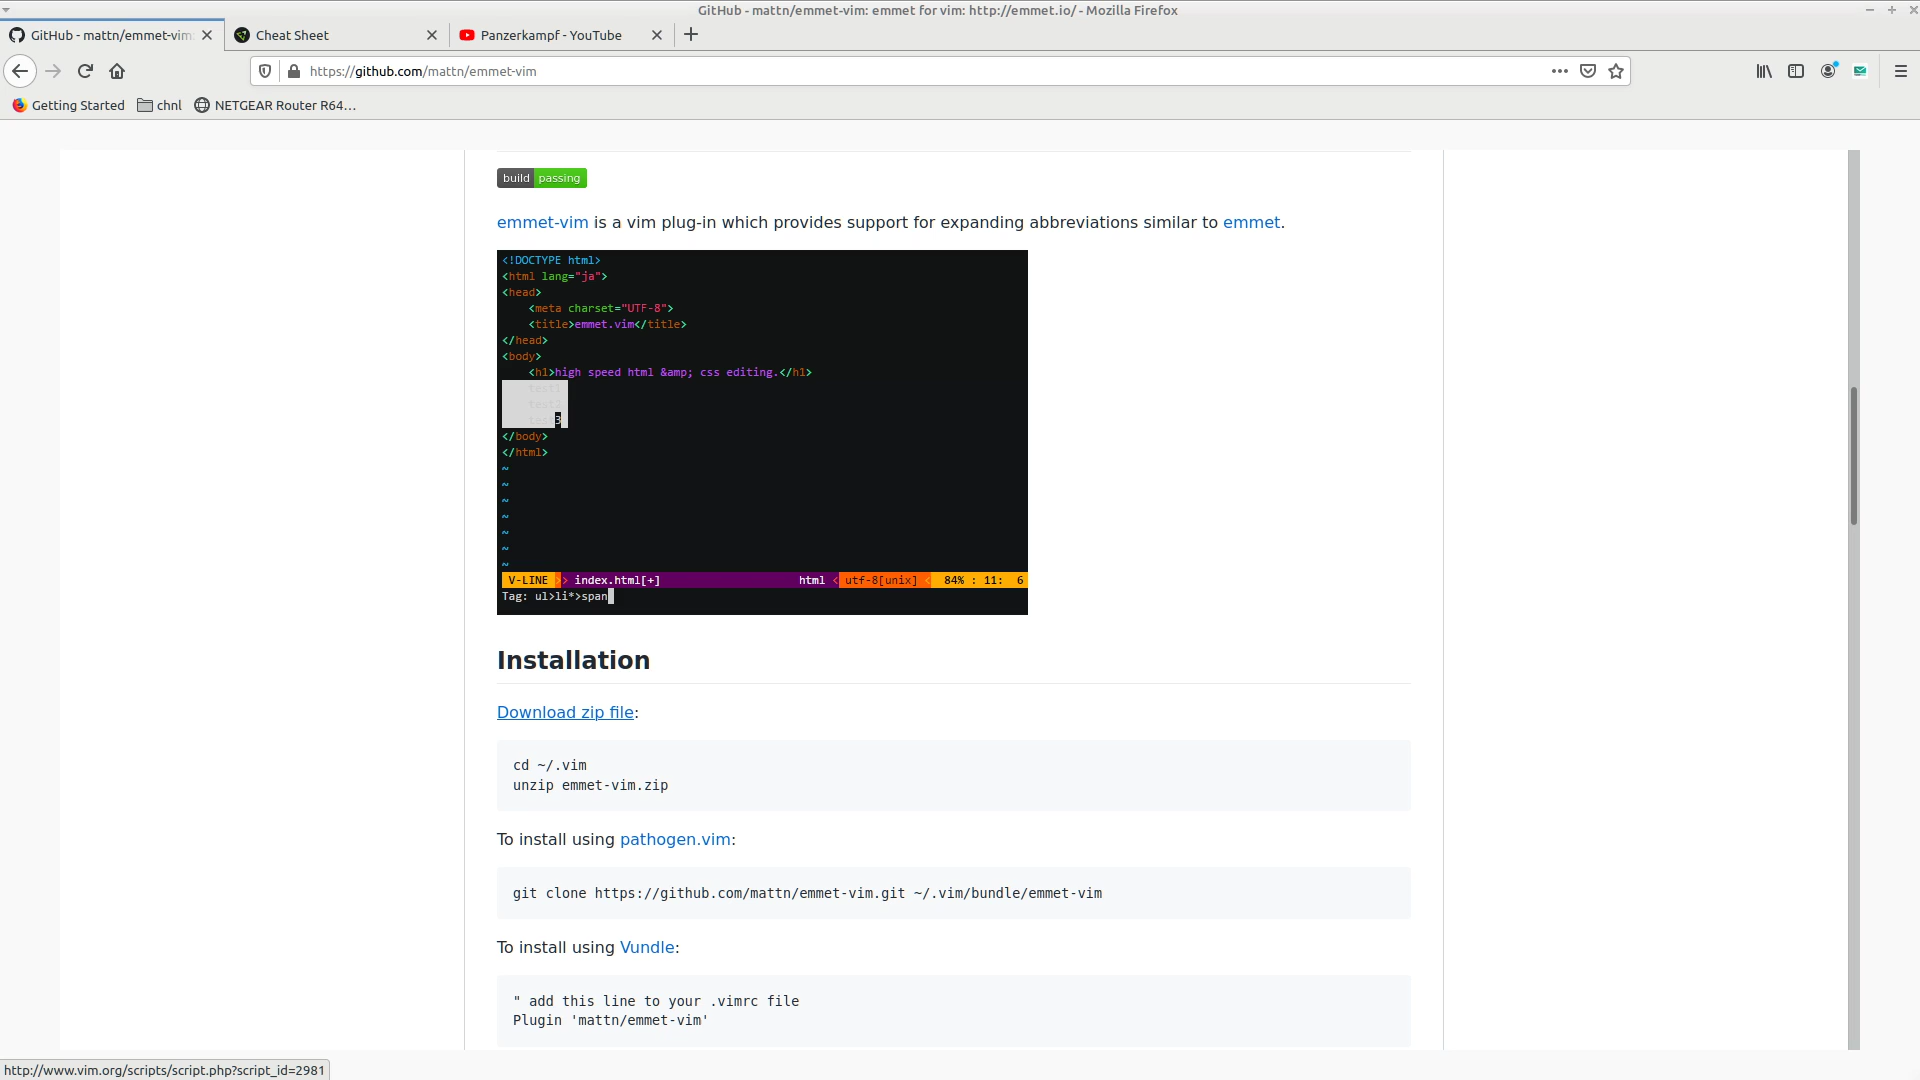 GitHub - mattn/emmet-vim: emmet for vim: http://emmet.io/ - Mozilla Firefox
GitHub - mattn/emmet-vim:
Cheat Sheet
Panzerkampf - YouTube
https://github.com/mattn/emmet-vim
Getting Started
chnl
NETGEAR Router R64…
build passing
emmet-vim is a vim plug-in which provides support for expanding abbreviations similar to emmet.
<!DOCTYPE html>
<html lang="ja">
<head>
<meta charset="UTF-8">
<title>emmet.vim</title>
</head>
<body>
<h1>high speed html &amp; css editing.</h1>
test1
test2
test3
</body>
</html>
~
~
~
~
~
~
~
V-LINE >> index.html[+] html < utf-8[unix] < 84% : 11: 6
Tag: ul>li*>span
Installation
Download zip file:
cd ~/.vim
unzip emmet-vim.zip
To install using pathogen.vim:
git clone https://github.com/mattn/emmet-vim.git ~/.vim/bundle/emmet-vim
To install using Vundle:
" add this line to your .vimrc file
Plugin 'mattn/emmet-vim'
http://www.vim.org/scripts/script.php?script_id=2981